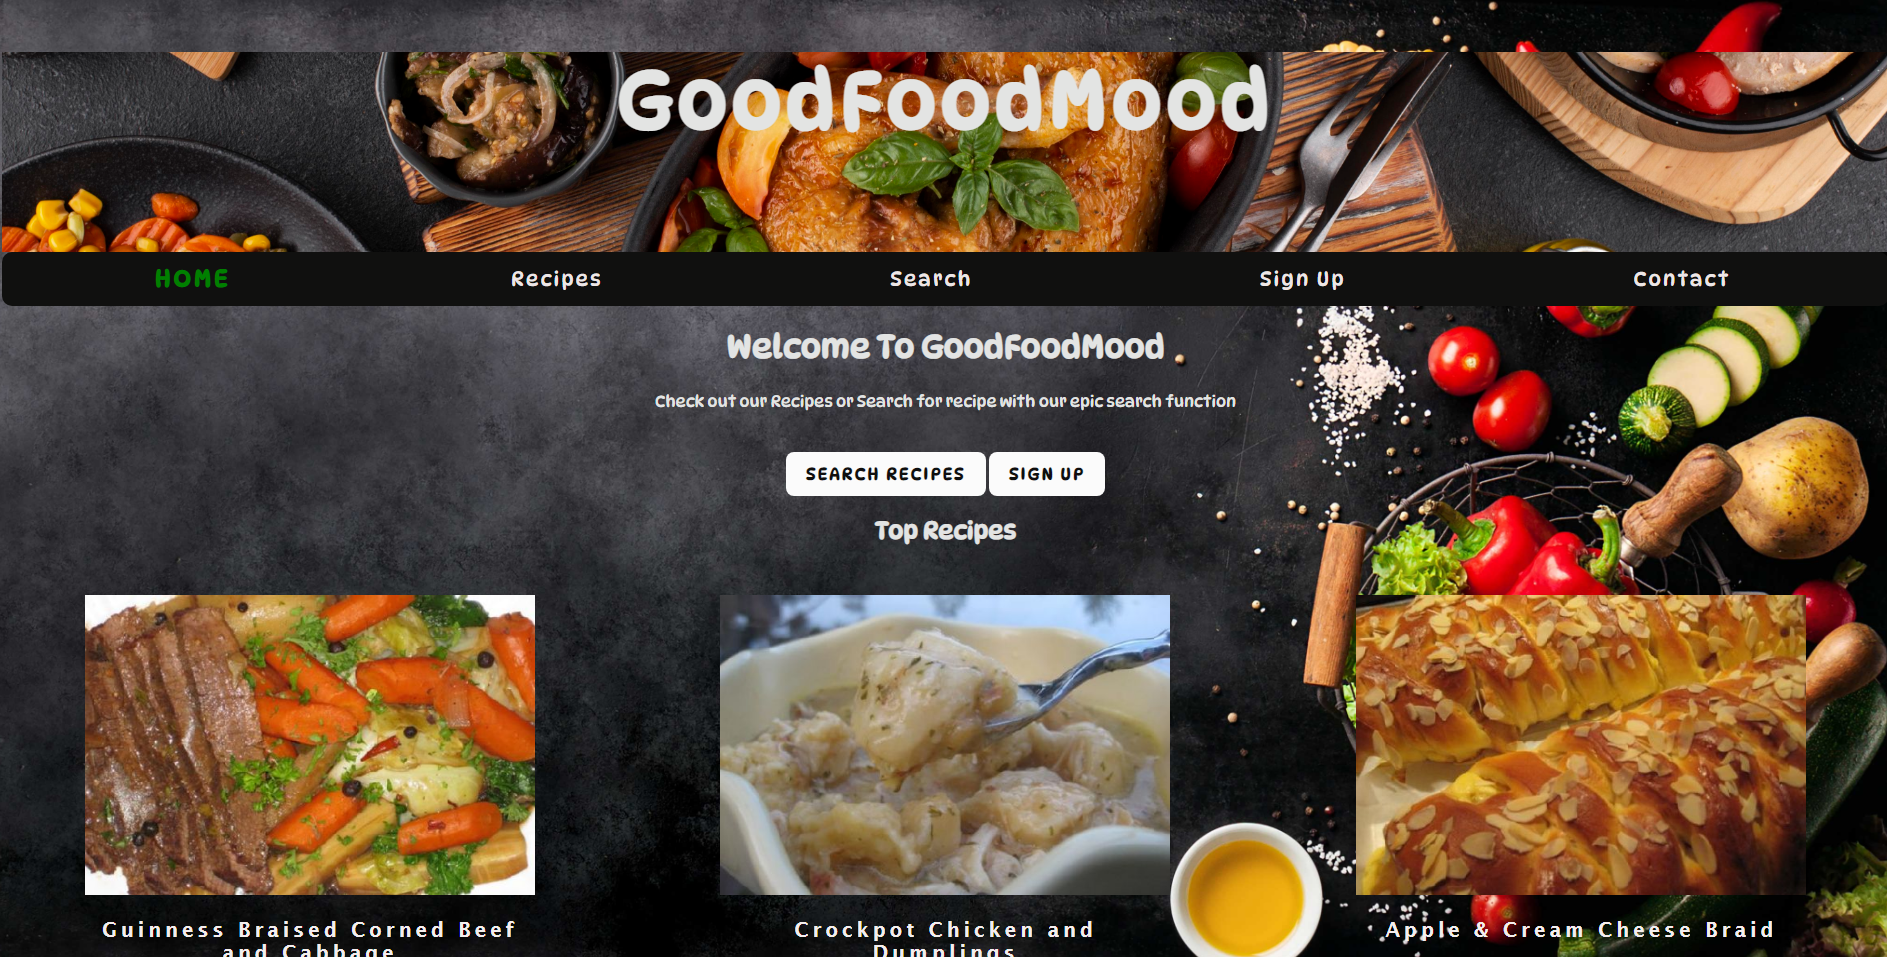 GoodFoodMood
HOME Recipes Search Sign Up Contact
Welcome To GoodFoodMood
Check out our Recipes or Search for recipe with our epic search function
SEARCH RECIPES SIGN UP
Top Recipes
Guinness Braised Corned Beef
and Cabbage
Crockpot Chicken and
Dumplings
Apple & Cream Cheese Braid